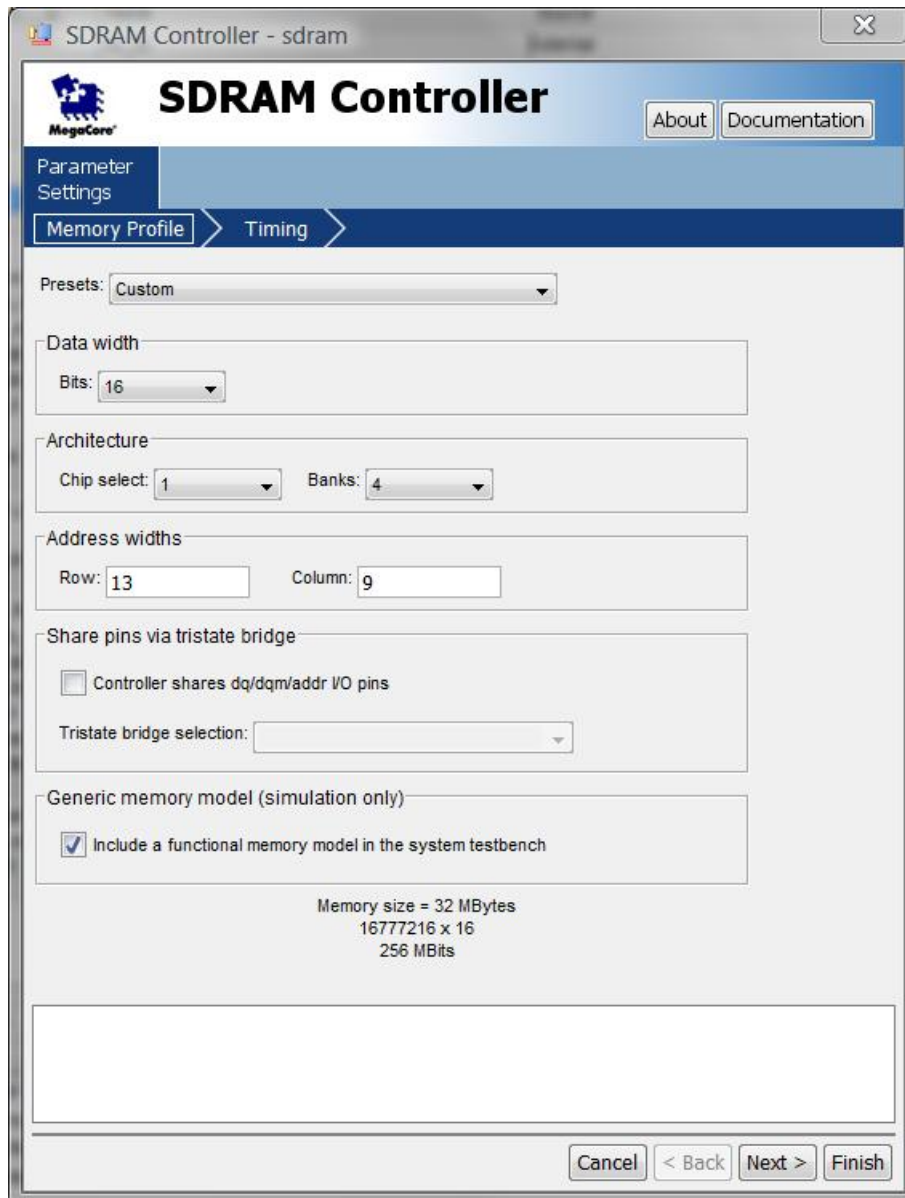 SDRAM Controller - sdram
SDRAM Controller
MegaCore®
About
Documentation
Parameter
Settings
Memory Profile
Timing
Presets: Custom
Data width
Bits: 16
Architecture
Chip select: 1 Banks: 4
Address widths
Row: 13 Column: 9
Share pins via tristate bridge
Controller shares dq/dqm/addr I/O pins
Tristate bridge selection:
Generic memory model (simulation only)
Include a functional memory model in the system testbench
Memory size = 32 MBytes
16777216 x 16
256 MBits
Cancel < Back Next > Finish